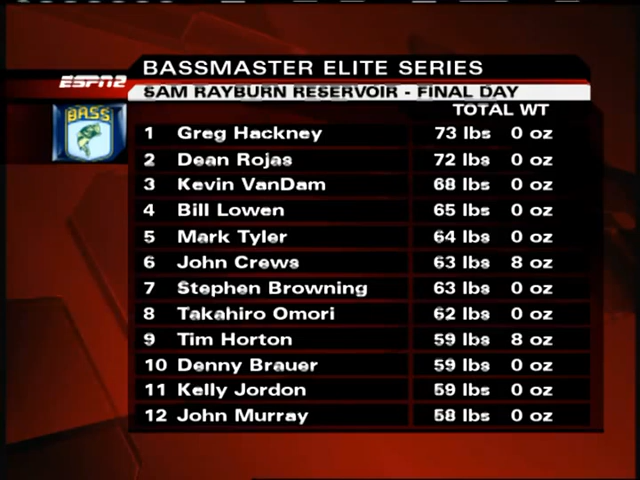 BASSMASTER ELITE SERIES
ESPN2
SAM RAYBURN RESERVOIR - FINAL DAY
BASS
TOTAL WT
1 Greg Hackney 73 lbs 0 oz
2 Dean Rojas 72 lbs 0 oz
3 Kevin VanDam 68 lbs 0 oz
4 Bill Lowen 65 lbs 0 oz
5 Mark Tyler 64 lbs 0 oz
6 John Crews 63 lbs 8 oz
7 Stephen Browning 63 lbs 0 oz
8 Takahiro Omori 62 lbs 0 oz
9 Tim Horton 59 lbs 8 oz
10 Denny Brauer 59 lbs 0 oz
11 Kelly Jordon 59 lbs 0 oz
12 John Murray 58 lbs 0 oz